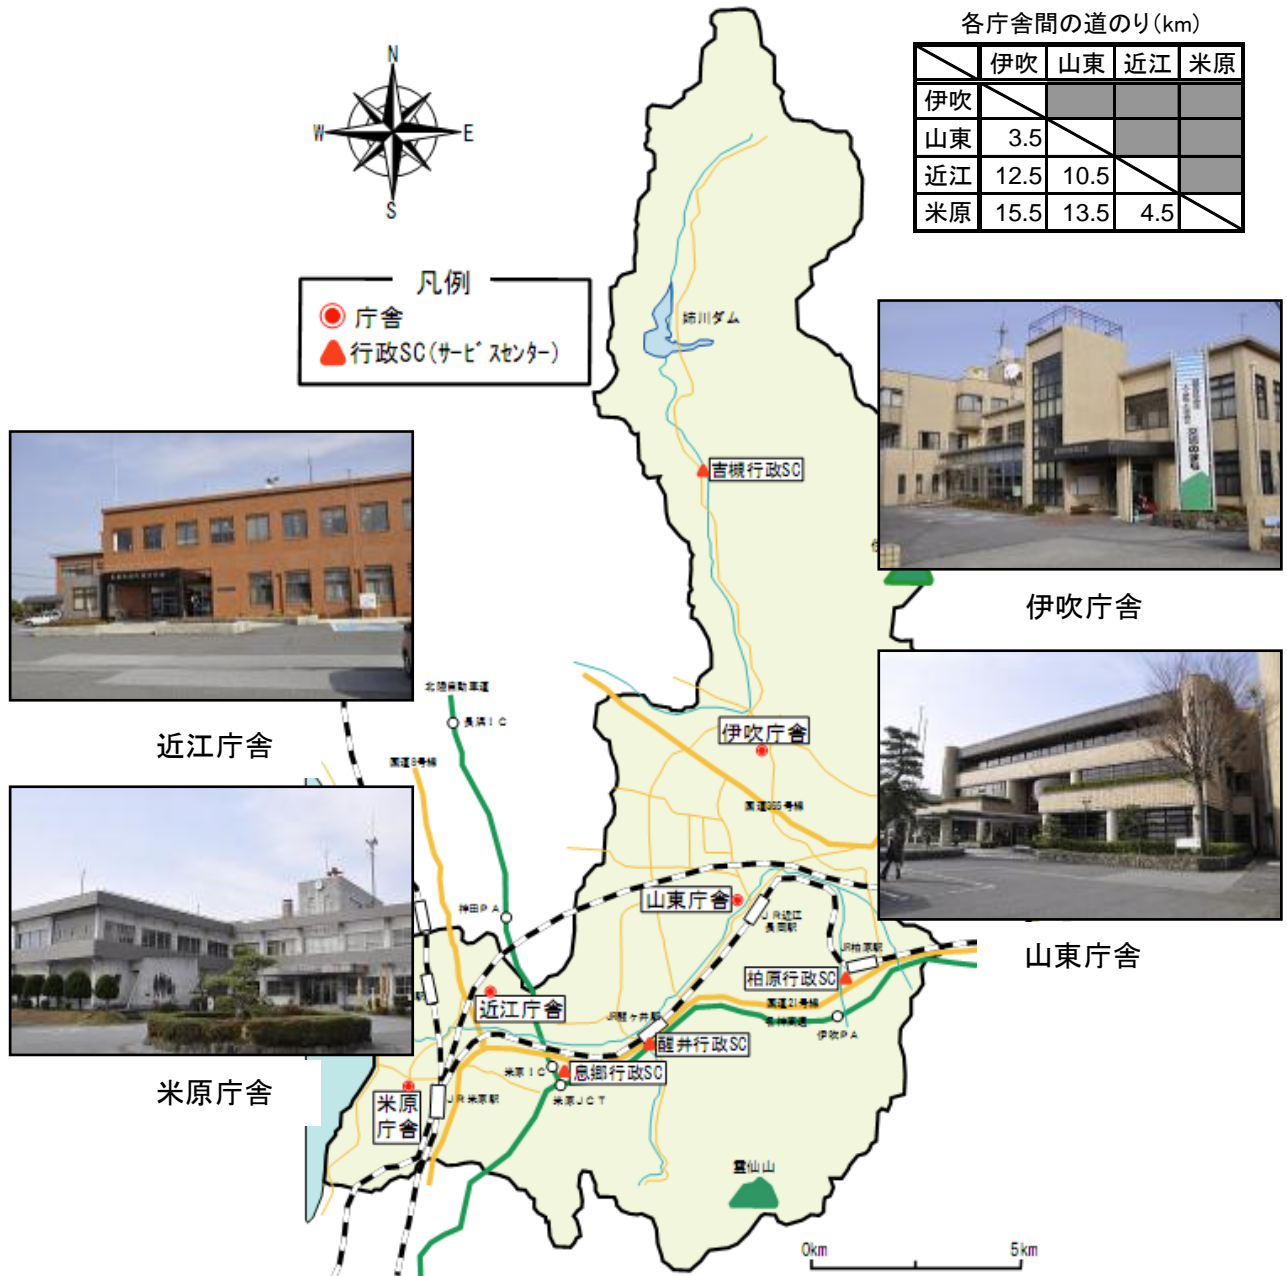 各庁舎間の道のり(km)
伊吹 山東 近江 米原
伊吹
山東 3.5
近江 12.5 10.5
米原 15.5 13.5 4.5
N
W E
S
凡例
庁舎
行政SC(サービスセンター)
姉川ダム
吉槻行政SC
伊吹庁舎
近江庁舎
北陸自動車道
長浜IC
国道8号線
伊吹庁舎
国道365号線
山東庁舎
米原庁舎
神田PA
山東庁舎
JR近江
長岡駅
JR柏原駅
柏原行政SC
近江庁舎
国道21号線
名神高速
伊吹PA
JR醒ヶ井駅
醒井行政SC
米原IC
息郷行政SC
米原JCT
米原
庁舎
JR米原駅
霊仙山
0km 5km